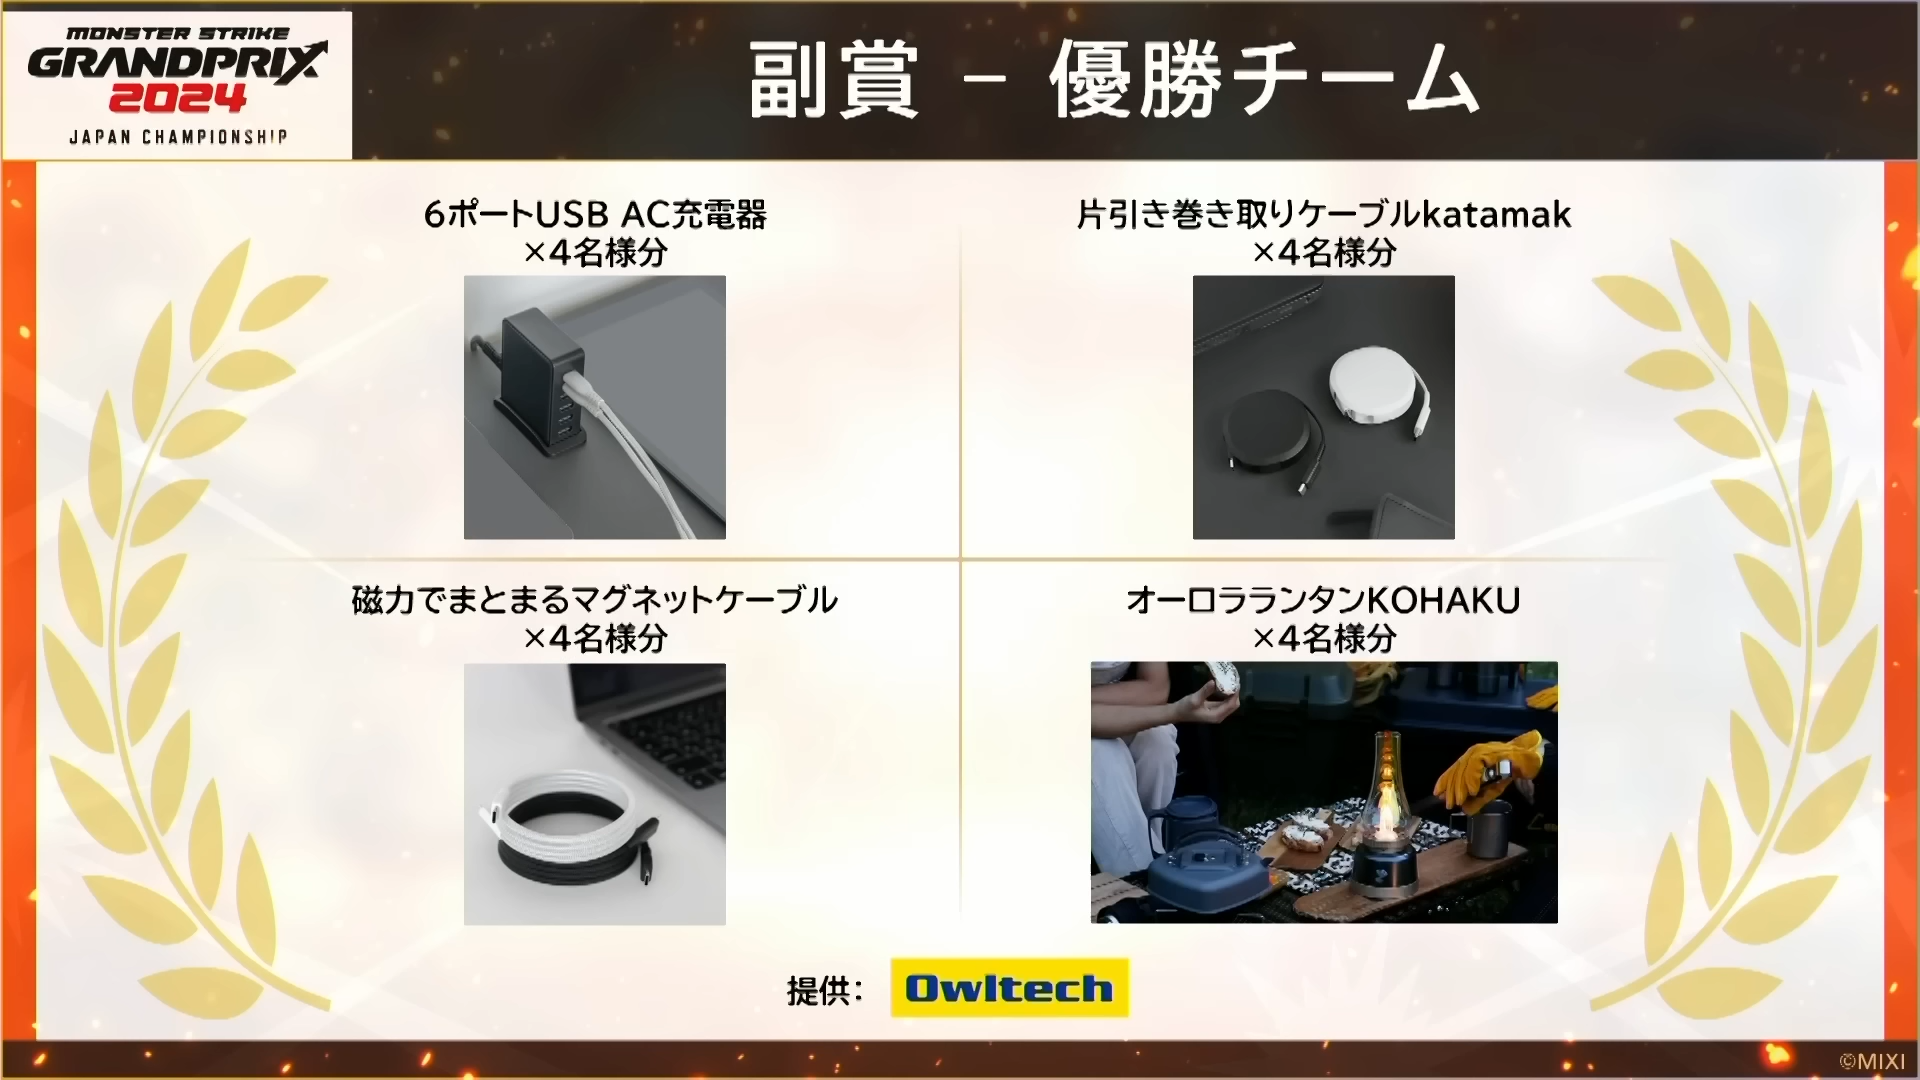 MONSTER STRIKE
GRANDPRIX
2024
JAPAN CHAMPIONSHIP
副賞 － 優勝チーム
6ポートUSB AC充電器
×4名様分
片引き巻き取りケーブルkatamak
×4名様分
磁力でまとまるマグネットケーブル
×4名様分
オーロラランタンKOHAKU
×4名様分
提供：
Owltech
©MIXI